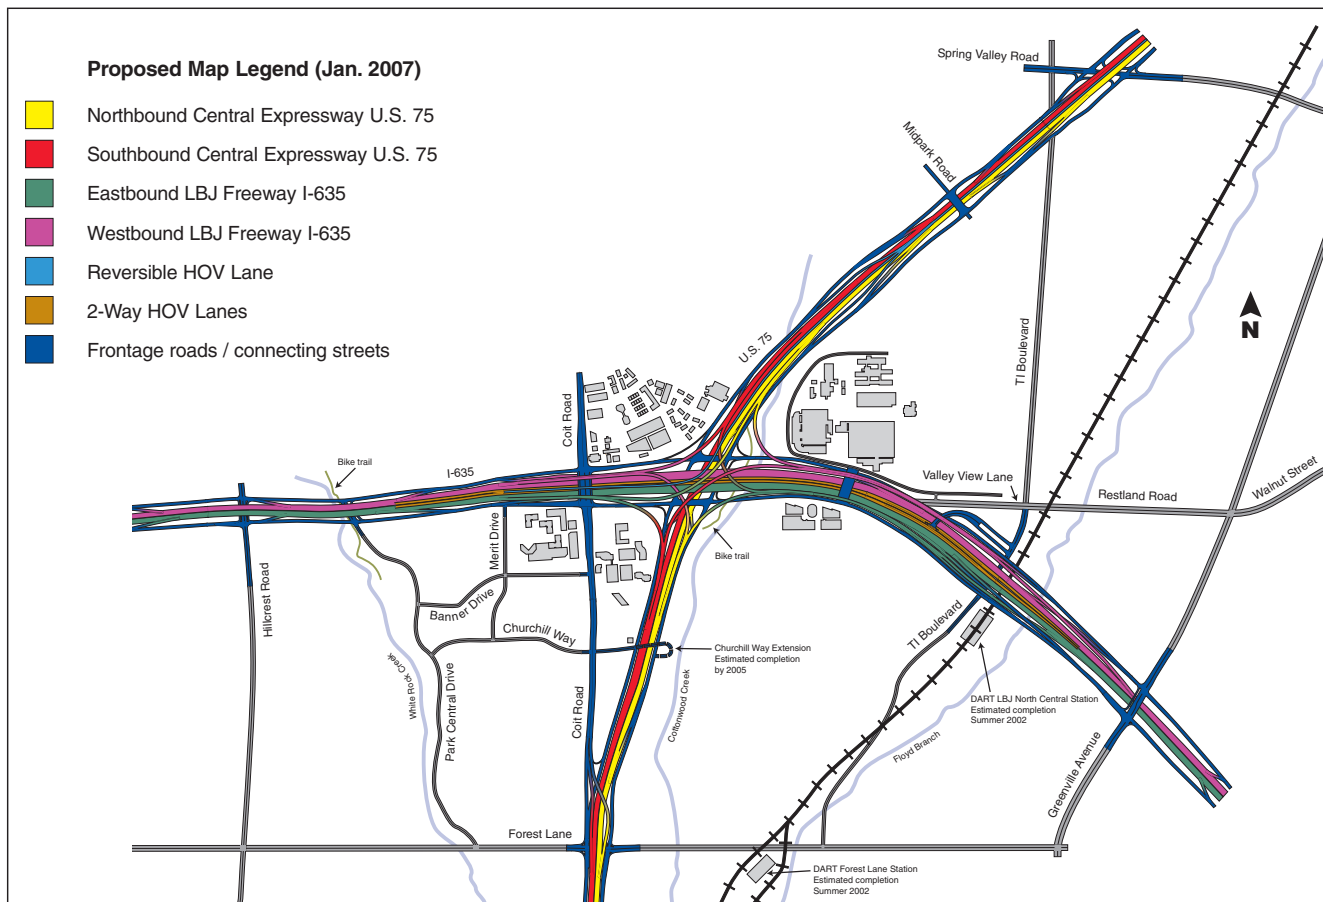 Proposed Map Legend (Jan. 2007)
Northbound Central Expressway U.S. 75
Southbound Central Expressway U.S. 75
Eastbound LBJ Freeway I-635
Westbound LBJ Freeway I-635
Reversible HOV Lane
2-Way HOV Lanes
Frontage roads / connecting streets
Spring Valley Road
Midpark Road
N
TI Boulevard
U.S. 75
Coit Road
Bike trail
I-635
Valley View Lane
Restland Road
Walnut Street
Merit Drive
Bike trail
Hillcrest Road
Banner Drive
Churchill Way
TI Boulevard
Churchill Way Extension
Estimated completion
by 2005
White Rock Creek
Park Central Drive
Coit Road
Cottonwood Creek
DART LBJ North Central Station
Estimated completion
Summer 2002
Floyd Branch
Greenville Avenue
Forest Lane
DART Forest Lane Station
Estimated completion
Summer 2002